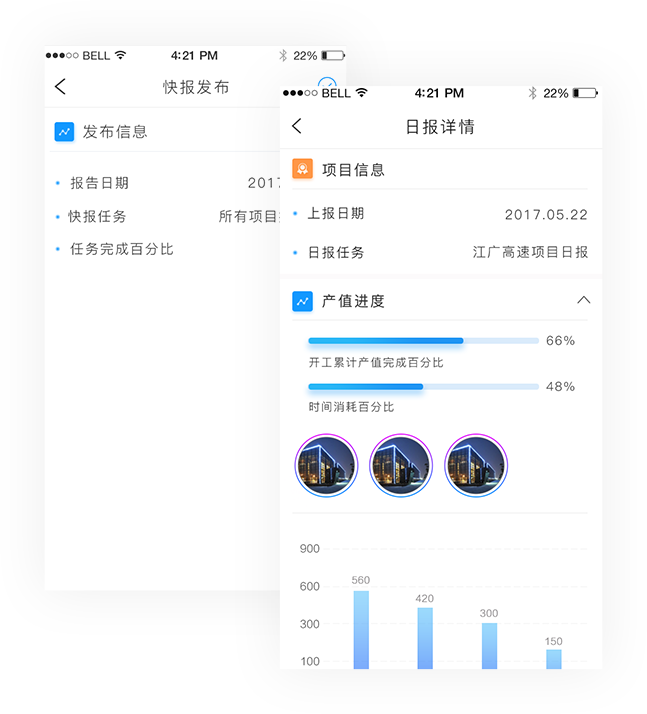 BELL
4:21 PM
22%
快报发布
发布信息
报告日期
2017
快报任务
所有项目
任务完成百分比
BELL
4:21 PM
22%
日报详情
项目信息
上报日期
2017.05.22
日报任务
江广高速项目日报
产值进度
66%
开工累计产值完成百分比
48%
时间消耗百分比
900
600
300
100
560
420
300
150